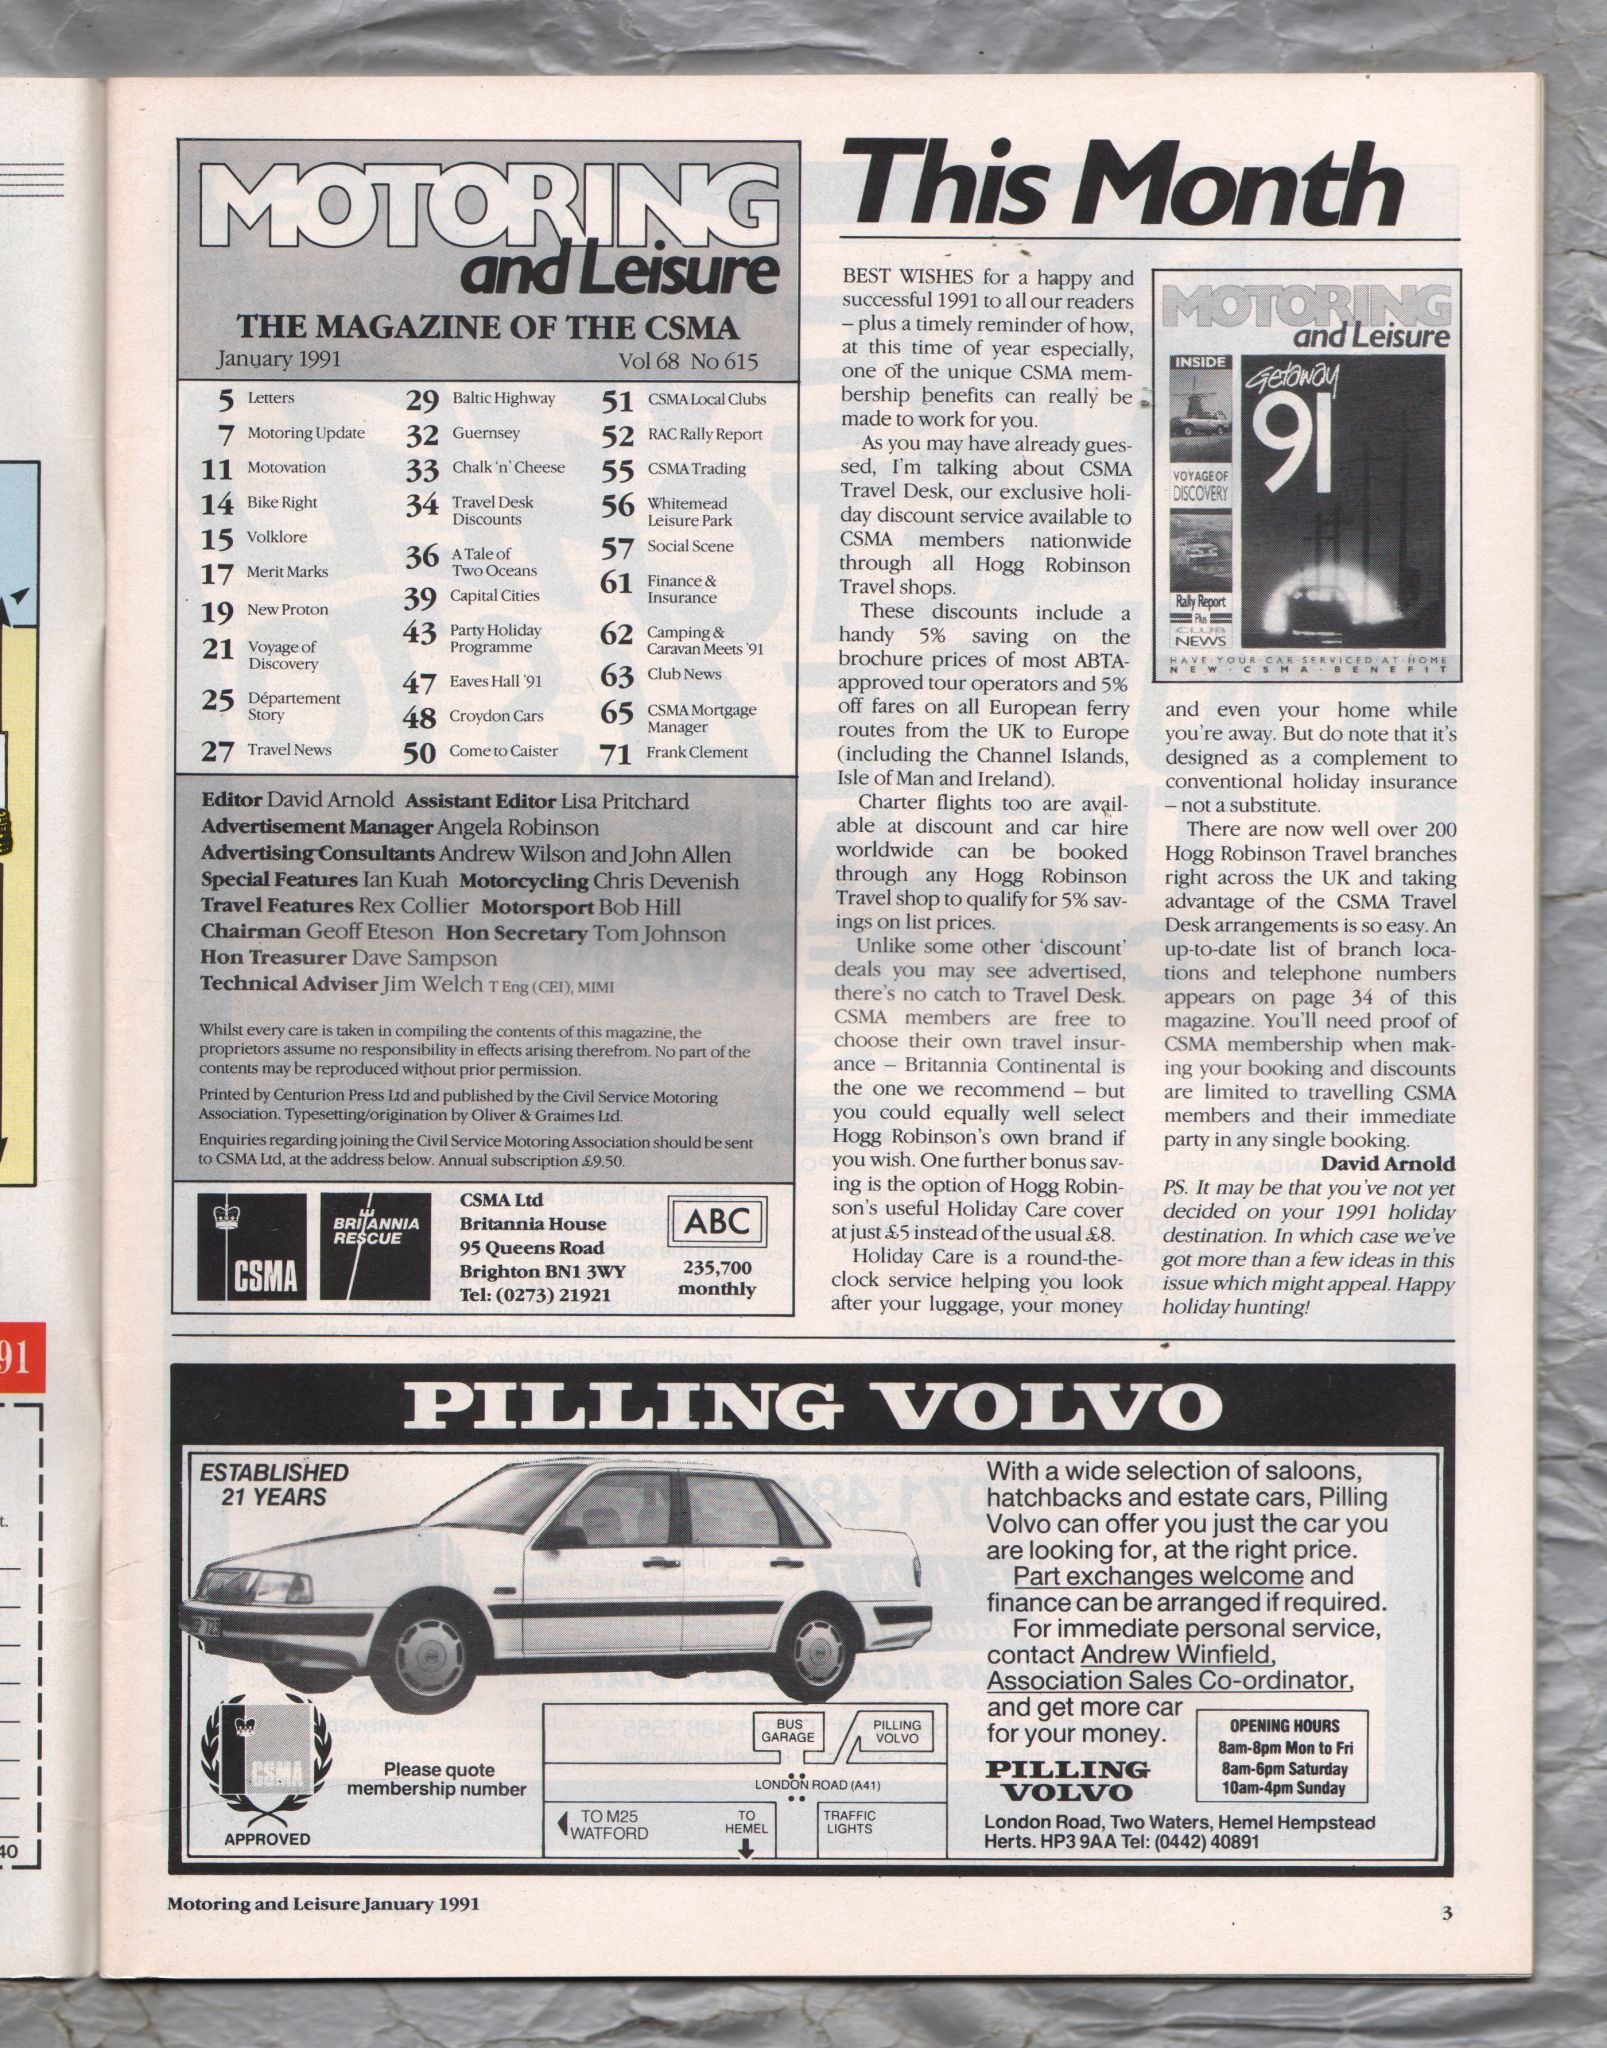 MOTORING
and Leisure
THE MAGAZINE OF THE CSMA
January 1991 Vol 68 No 615
5 Letters
7 Motoring Update
11 Motovation
14 Bike Right
15 Volklore
17 Merit Marks
19 New Proton
21 Voyage of
Discovery
25 Département
Story
27 Travel News
29 Baltic Highway
32 Guernsey
33 Chalk 'n' Cheese
34 Travel Desk
Discounts
36 A Tale of
Two Oceans
39 Capital Cities
43 Party Holiday
Programme
47 Eaves Hall '91
48 Croydon Cars
50 Come to Caister
51 CSMA Local Clubs
52 RAC Rally Report
55 CSMA Trading
56 Whitemead
Leisure Park
57 Social Scene
61 Finance &
Insurance
62 Camping &
Caravan Meets '91
63 Club News
65 CSMA Mortgage
Manager
71 Frank Clement
Editor David Arnold Assistant Editor Lisa Pritchard
Advertisement Manager Angela Robinson
Advertising Consultants Andrew Wilson and John Allen
Special Features Ian Kuah Motorcycling Chris Devenish
Travel Features Rex Collier Motorsport Bob Hill
Chairman Geoff Eteson Hon Secretary Tom Johnson
Hon Treasurer Dave Sampson
Technical Adviser Jim Welch T Eng (CEI), MIMI
Whilst every care is taken in compiling the contents of this magazine, the
proprietors assume no responsibility in effects arising therefrom. No part of the
contents may be reproduced without prior permission.
Printed by Centurion Press Ltd and published by the Civil Service Motoring
Association. Typesetting/origination by Oliver & Graimes Ltd.
Enquiries regarding joining the Civil Service Motoring Association should be sent
to CSMA Ltd, at the address below. Annual subscription £9.50.
CSMA
BRITANNIA
RESCUE
CSMA Ltd
Britannia House
95 Queens Road
Brighton BN1 3WY
Tel: (0273) 21921
ABC
235,700
monthly
This Month
BEST WISHES for a happy and
successful 1991 to all our readers
– plus a timely reminder of how,
at this time of year especially,
one of the unique CSMA mem-
bership benefits can really be
made to work for you.
As you may have already gues-
sed, I'm talking about CSMA
Travel Desk, our exclusive holi-
day discount service available to
CSMA members nationwide
through all Hogg Robinson
Travel shops.
These discounts include a
handy 5% saving on the
brochure prices of most ABTA-
approved tour operators and 5%
off fares on all European ferry
routes from the UK to Europe
(including the Channel Islands,
Isle of Man and Ireland).
Charter flights too are avail-
able at discount and car hire
worldwide can be booked
through any Hogg Robinson
Travel shop to qualify for 5% sav-
ings on list prices.
Unlike some other 'discount'
deals you may see advertised,
there's no catch to Travel Desk.
CSMA members are free to
choose their own travel insur-
ance – Britannia Continental is
the one we recommend – but
you could equally well select
Hogg Robinson's own brand if
you wish. One further bonus sav-
ing is the option of Hogg Robin-
son's useful Holiday Care cover
at just £5 instead of the usual £8.
Holiday Care is a round-the-
clock service helping you look
after your luggage, your money
MOTORING
and Leisure
INSIDE
VOYAGE OF
DISCOVERY
Rally Report
Plus
CLUB
NEWS
Getaway
91
HAVE·YOUR·CAR·SERVICED·AT·HOME
NEW·CSMA·BENEFIT
and even your home while
you're away. But do note that it's
designed as a complement to
conventional holiday insurance
– not a substitute.
There are now well over 200
Hogg Robinson Travel branches
right across the UK and taking
advantage of the CSMA Travel
Desk arrangements is so easy. An
up-to-date list of branch loca-
tions and telephone numbers
appears on page 34 of this
magazine. You'll need proof of
CSMA membership when mak-
ing your booking and discounts
are limited to travelling CSMA
members and their immediate
party in any single booking.
David Arnold
PS. It may be that you've not yet
decided on your 1991 holiday
destination. In which case we've
got more than a few ideas in this
issue which might appeal. Happy
holiday hunting!
PILLING VOLVO
ESTABLISHED
21 YEARS
CSMA
APPROVED
Please quote
membership number
BUS
GARAGE
PILLING
VOLVO
LONDON ROAD (A41)
TO M25
WATFORD
TO
HEMEL
TRAFFIC
LIGHTS
With a wide selection of saloons,
hatchbacks and estate cars, Pilling
Volvo can offer you just the car you
are looking for, at the right price.
Part exchanges welcome and
finance can be arranged if required.
For immediate personal service,
contact Andrew Winfield,
Association Sales Co-ordinator,
and get more car
for your money.
PILLING
VOLVO
OPENING HOURS
8am-8pm Mon to Fri
8am-6pm Saturday
10am-4pm Sunday
London Road, Two Waters, Hemel Hempstead
Herts. HP3 9AA Tel: (0442) 40891
Motoring and Leisure January 1991
3
91
t.
40